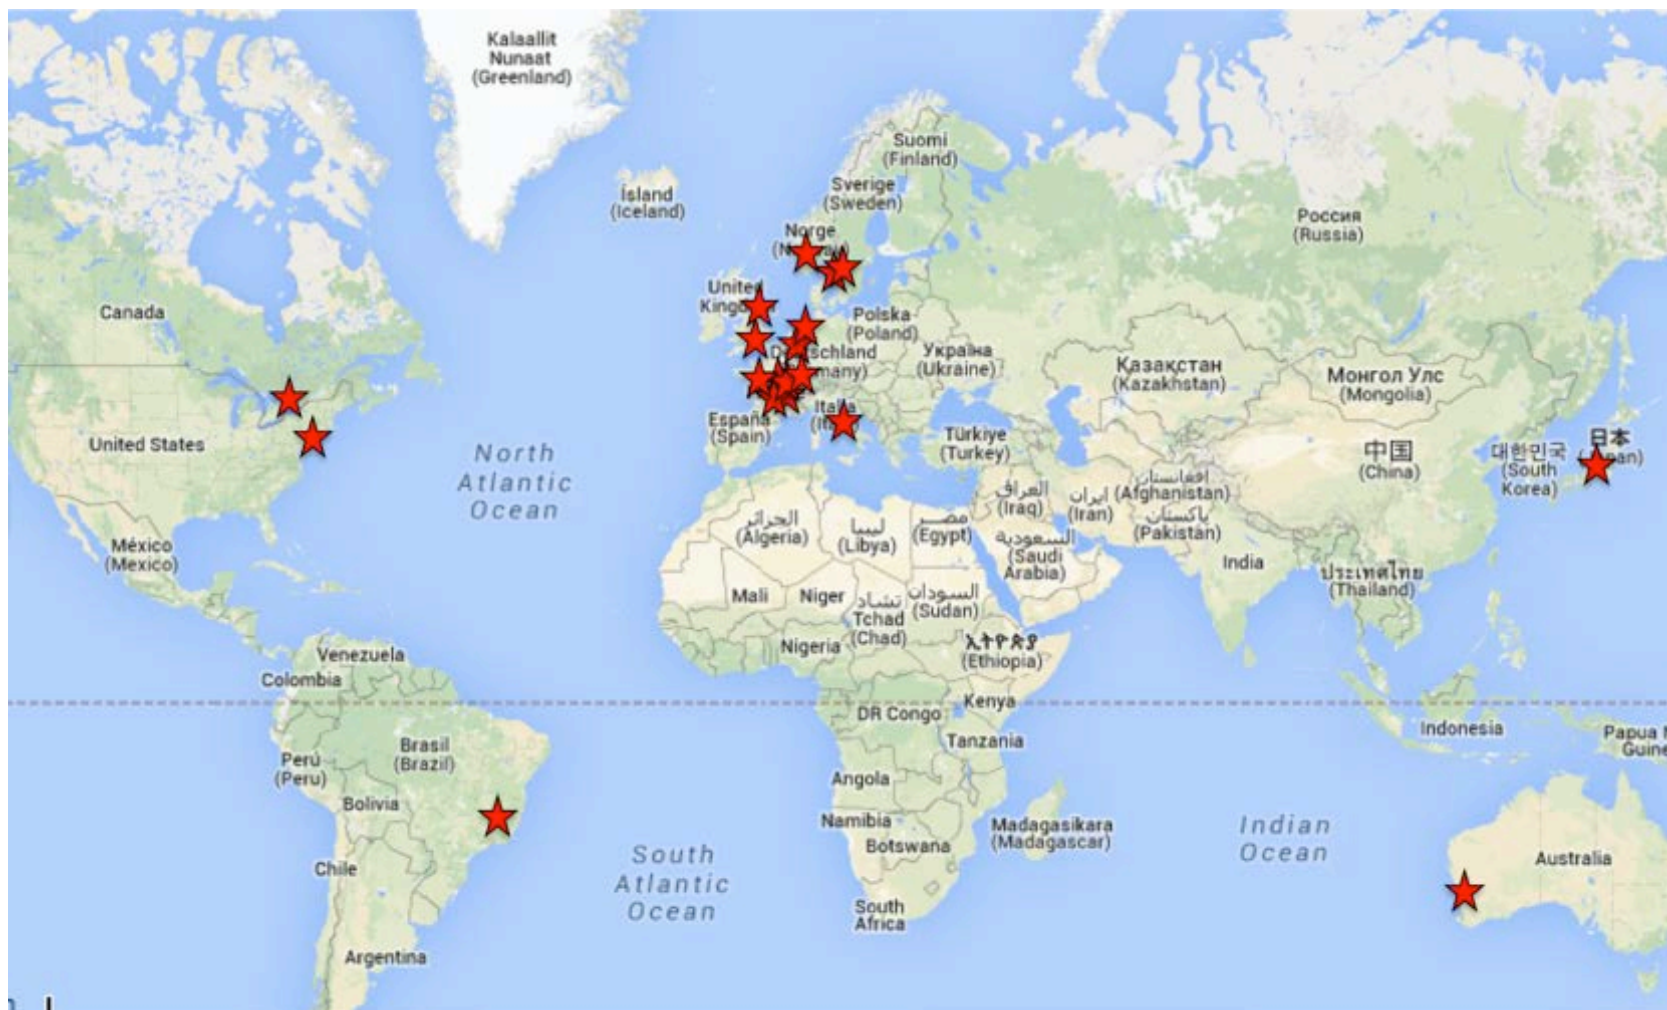 Kalaallit
Nunaat
(Greenland)
Suomi
(Finland)
Ísland
(Iceland)
Sverige
(Sweden)
Россия
(Russia)
Norge
United
Canada
Polska
(Poland)
Україна
(Ukraine)
Қазақстан
(Kazakhstan)
Монгол Улс
(Mongolia)
United States
España
(Spain)
North
Atlantic
Ocean
Türkiye
(Turkey)
中国
(China)
대한민국
(South
Korea)
日本
العراق
(Iraq)
ایران
(Iran)
افغانستان
(Afghanistan)
پاکستان
(Pakistan)
الجزائر
(Algeria)
ليبيا
(Libya)
مصر
(Egypt)
السعودية
(Saudi
Arabia)
México
(Mexico)
India
ประเทศไทย
(Thailand)
Mali
Niger
تشاد
Tchad
(Chad)
السودان
(Sudan)
Nigeria
ኢትዮጵያ
(Ethiopia)
Venezuela
Colombia
Kenya
DR Congo
Indonesia
Papua
Guine
Tanzania
Brasil
(Brazil)
Perú
(Peru)
Angola
Bolivia
Namibia
Botswana
Madagasikara
(Madagascar)
Indian
Ocean
Australia
Chile
South
Atlantic
Ocean
South
Africa
Argentina